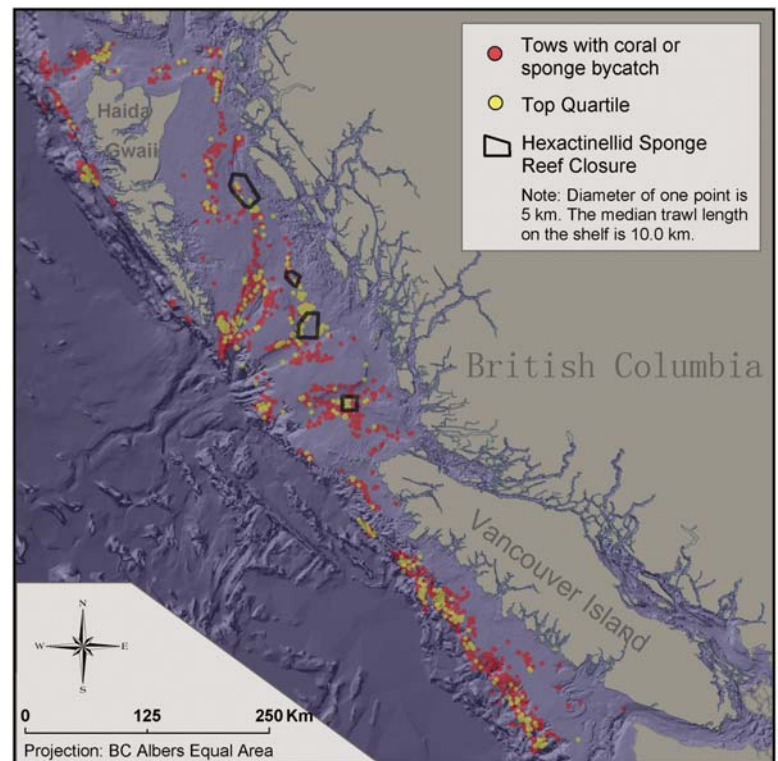 Tows with coral or
sponge bycatch
Top Quartile
Hexactinellid Sponge
Reef Closure
Note: Diameter of one point is
5 km. The median trawl length
on the shelf is 10.0 km.
Haida
Gwaii
British Columbia
Vancouver Island
N
W E
S
0 125 250 Km
Projection: BC Albers Equal Area